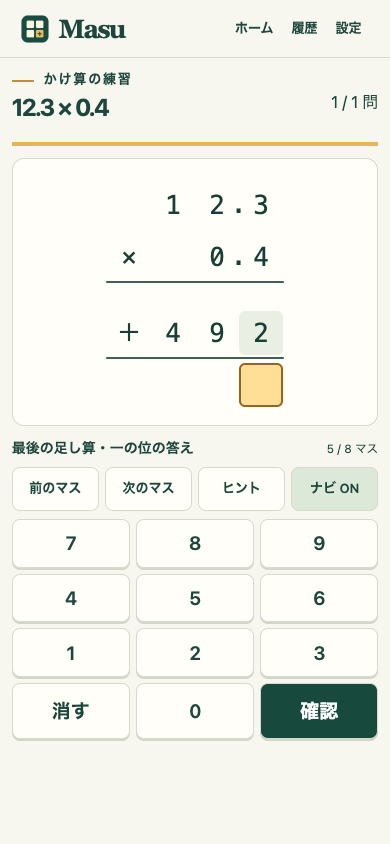 Masu
ホーム 履歴 設定
かけ算の練習
12.3 × 0.4
1 / 1 問
1 2.3
× 0.4
+ 4 9 2
最後の足し算・一の位の答え
5 / 8 マス
前のマス 次のマス ヒント ナビ ON
7 8 9
4 5 6
1 2 3
消す 0 確認